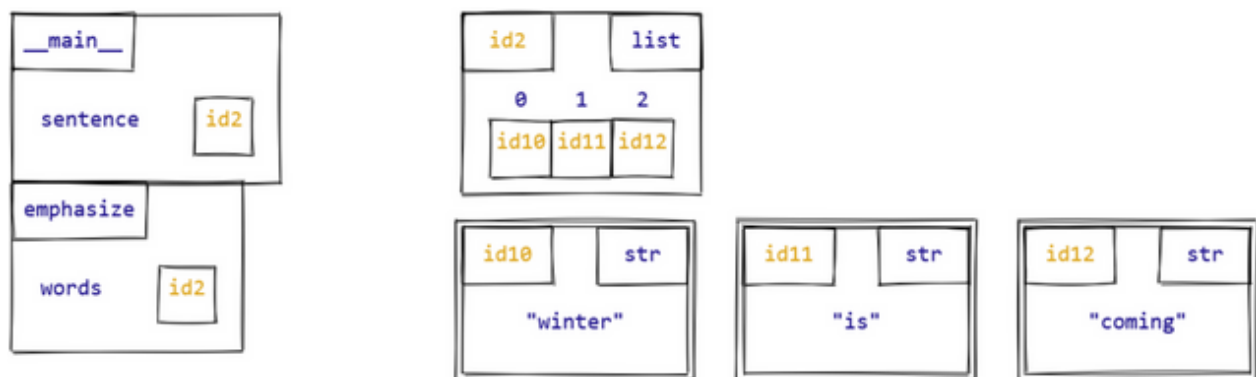 __main__
sentence id2
emphasize
words id2
id2 list
0 1 2
id10 id11 id12
id10 str
"winter"
id11 str
"is"
id12 str
"coming"